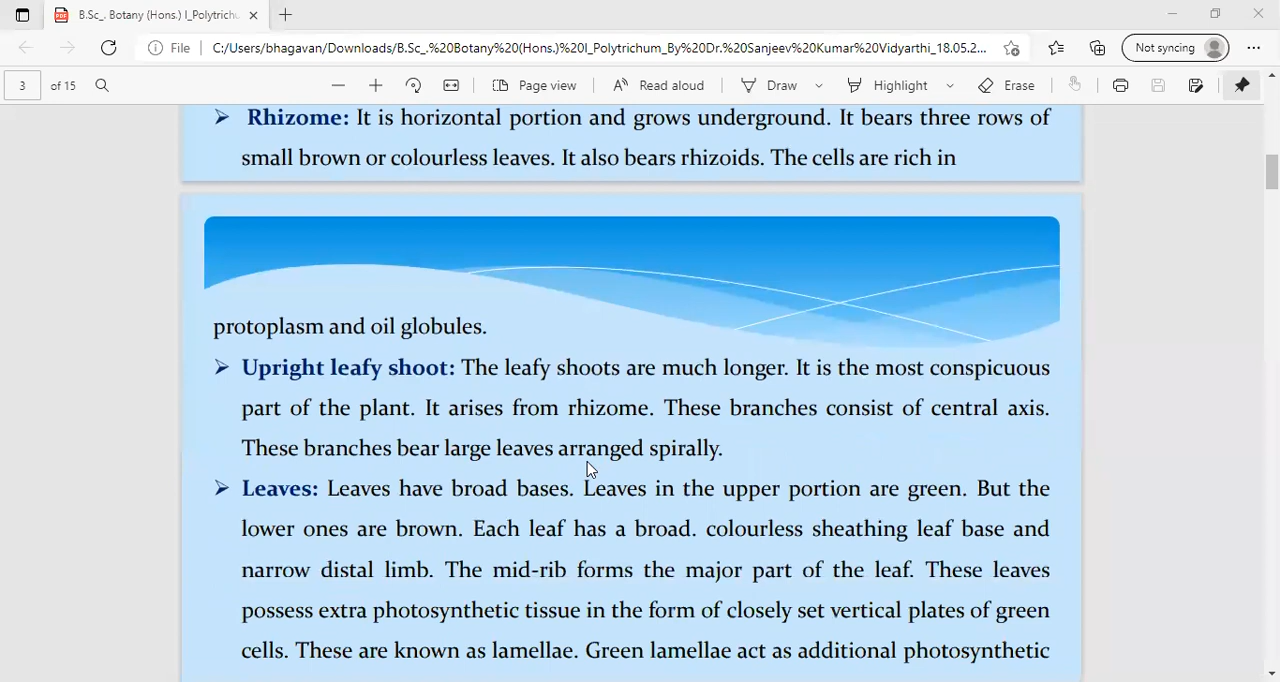 B.Sc_. Botany (Hons.) I_Polytrichu
File C:/Users/bhagavan/Downloads/B.Sc_.%20Botany%20(Hons.)%20I_Polytrichum_By%20Dr.%20Sanjeev%20Kumar%20Vidyarthi_18.05.2... Not syncing
3 of 15 Page view Read aloud Draw Highlight Erase
➢ Rhizome: It is horizontal portion and grows underground. It bears three rows of
small brown or colourless leaves. It also bears rhizoids. The cells are rich in
protoplasm and oil globules.
➢ Upright leafy shoot: The leafy shoots are much longer. It is the most conspicuous
part of the plant. It arises from rhizome. These branches consist of central axis.
These branches bear large leaves arranged spirally.
➢ Leaves: Leaves have broad bases. Leaves in the upper portion are green. But the
lower ones are brown. Each leaf has a broad. colourless sheathing leaf base and
narrow distal limb. The mid-rib forms the major part of the leaf. These leaves
possess extra photosynthetic tissue in the form of closely set vertical plates of green
cells. These are known as lamellae. Green lamellae act as additional photosynthetic